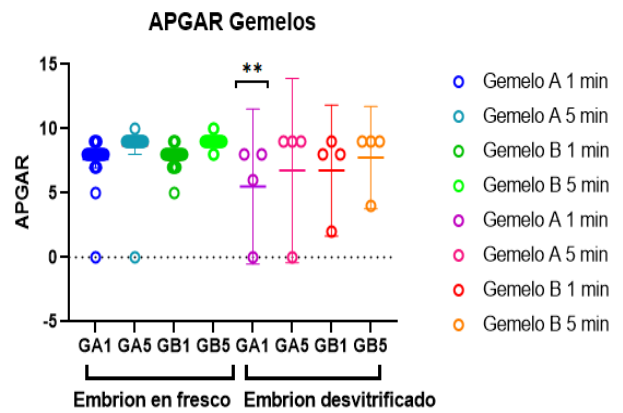 APGAR Gemelos
15
10
5
0
-5
APGAR
**
GA1 GA5 GB1 GB5 GA1 GA5 GB1 GB5
Embrion en fresco Embrion desvitrificado
Gemelo A 1 min
Gemelo A 5 min
Gemelo B 1 min
Gemelo B 5 min
Gemelo A 1 min
Gemelo A 5 min
Gemelo B 1 min
Gemelo B 5 min